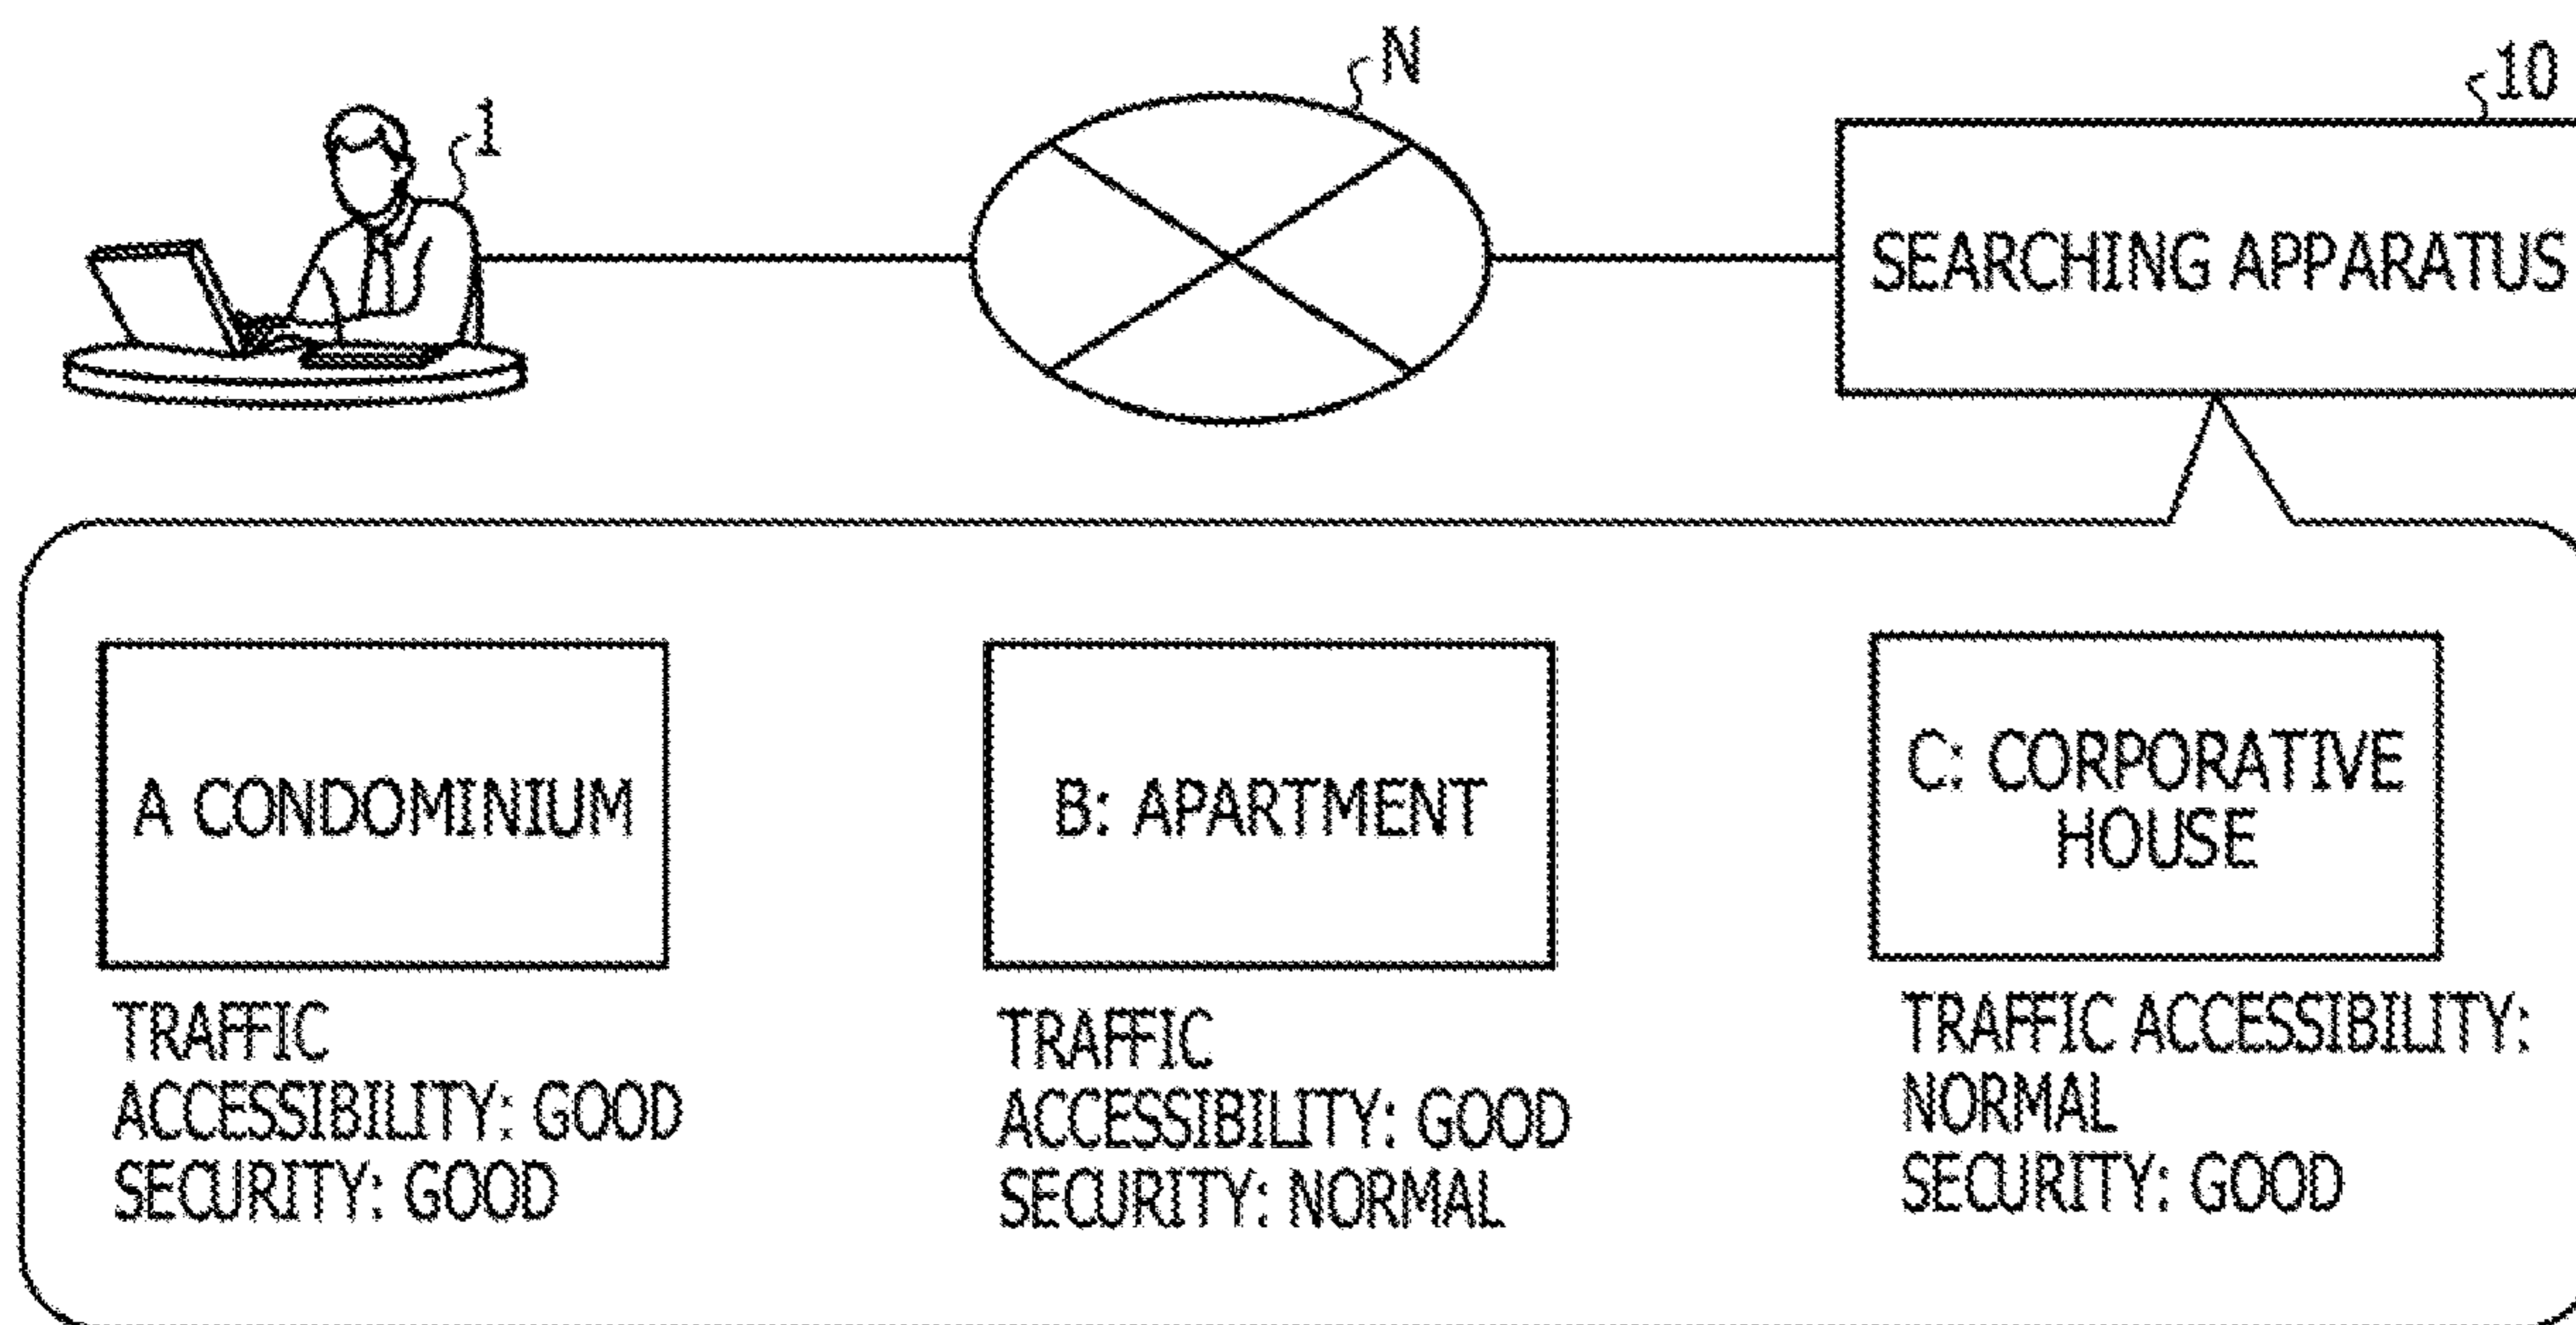 1
N
10
SEARCHING APPARATUS
A CONDOMINIUM
TRAFFIC
ACCESSIBILITY: GOOD
SECURITY: GOOD
B: APARTMENT
TRAFFIC
ACCESSIBILITY: GOOD
SECURITY: NORMAL
C: CORPORATIVE
HOUSE
TRAFFIC ACCESSIBILITY:
NORMAL
SECURITY: GOOD